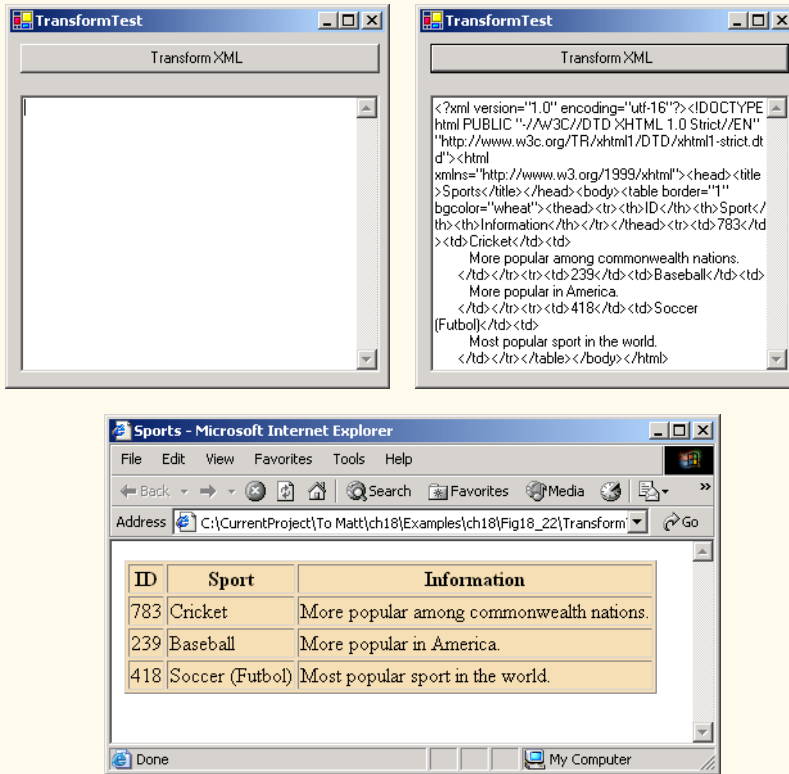 TransformTest
Transform XML
TransformTest
Transform XML
<?xml version="1.0" encoding="utf-16"?><!DOCTYPE
html PUBLIC "-//W3C//DTD XHTML 1.0 Strict//EN"
"http://www.w3c.org/TR/xhtml1/DTD/xhtml1-strict.dt
d"><html
xmlns="http://www.w3.org/1999/xhtml"><head><title
>Sports</title></head><body><table border="1"
bgcolor="wheat"><thead><tr><th>ID</th><th>Sport</
th><th>Information</th></tr></thead><tr><td>783</td
><td>Cricket</td><td>
More popular among commonwealth nations.
</td></tr><tr><td>239</td><td>Baseball</td><td>
More popular in America.
</td></tr><tr><td>418</td><td>Soccer
(Futbol)</td><td>
Most popular sport in the world.
</td></tr></table></body></html>
Sports - Microsoft Internet Explorer
File Edit View Favorites Tools Help
Back Search Favorites Media »
Address C:\CurrentProject\To Matt\ch18\Examples\ch18\Fig18_22\Transform Go
ID Sport Information
783 Cricket More popular among commonwealth nations.
239 Baseball More popular in America.
418 Soccer (Futbol) Most popular sport in the world.
Done My Computer